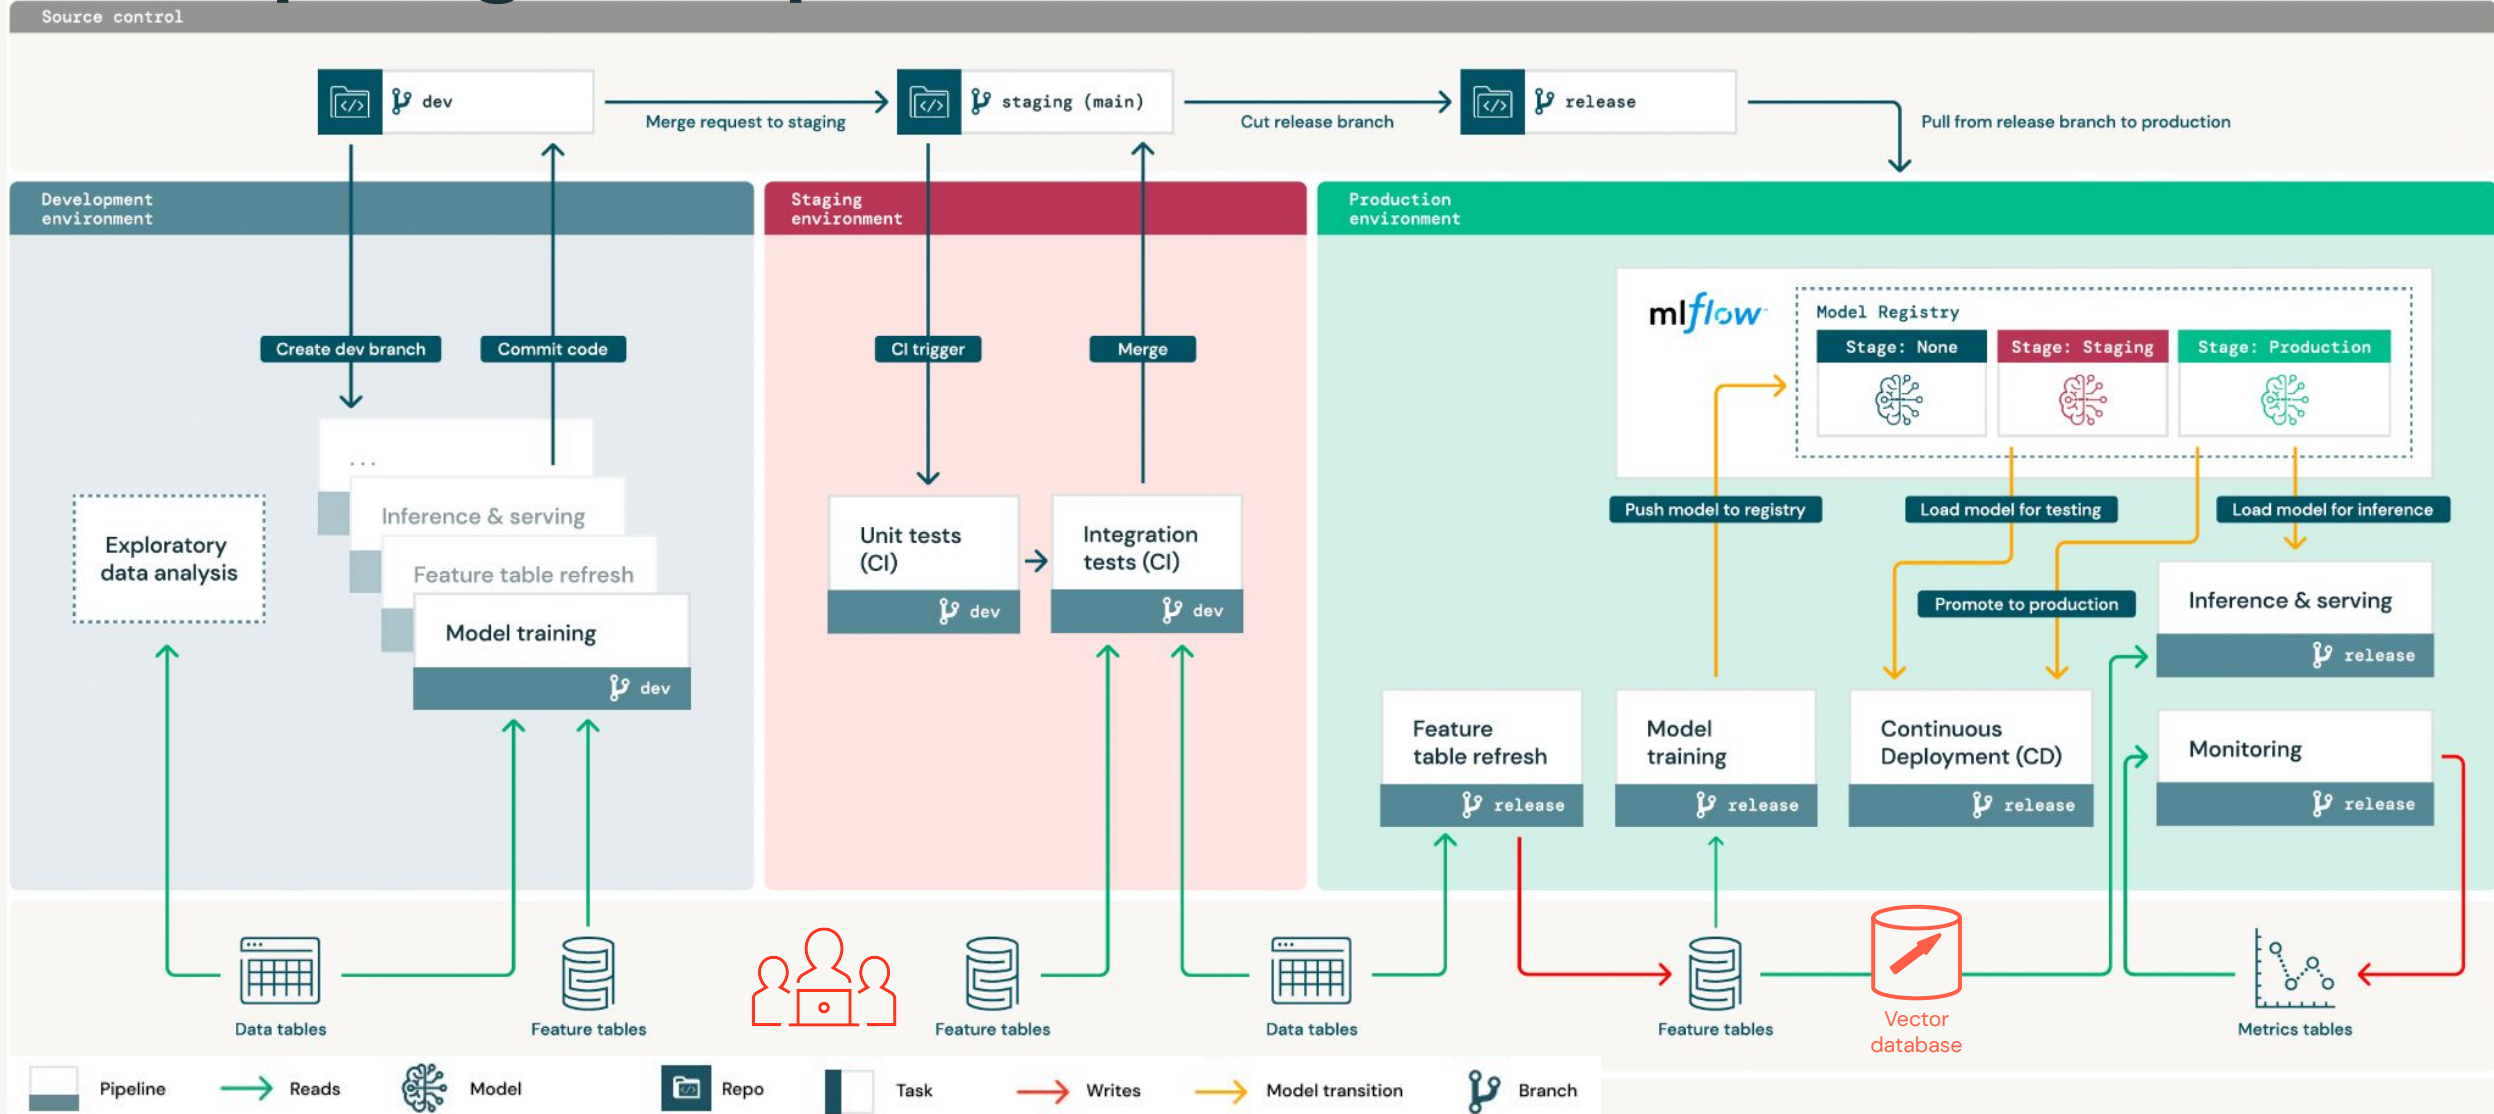 Source control
dev
Merge request to staging
staging (main)
Cut release branch
release
Pull from release branch to production
Development
environment
Staging
environment
Production
environment
Create dev branch
Commit code
CI trigger
Merge
mlflow
Model Registry
Stage: None
Stage: Staging
Stage: Production
Push model to registry
Load model for testing
Load model for inference
Promote to production
...
Inference & serving
Feature table refresh
Model training
dev
Exploratory
data analysis
Unit tests
(CI)
dev
Integration
tests (CI)
dev
Inference & serving
release
Feature
table refresh
release
Model
training
release
Continuous
Deployment (CD)
release
Monitoring
release
Data tables
Feature tables
Feature tables
Data tables
Feature tables
Vector
database
Metrics tables
Pipeline
Reads
Model
Repo
Task
Writes
Model transition
Branch